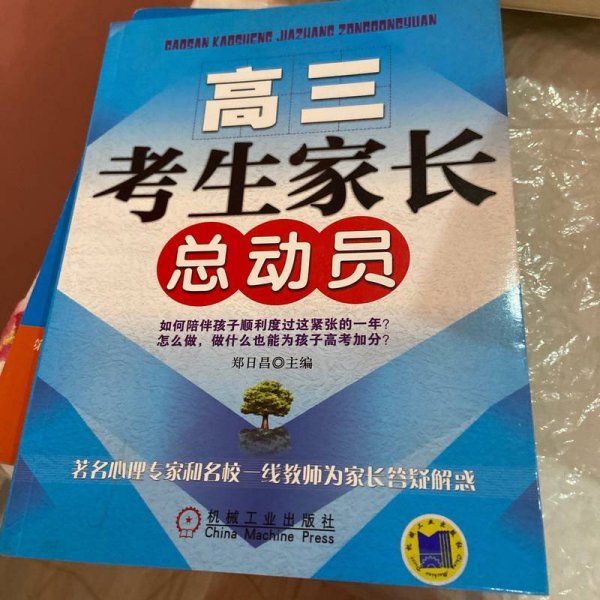 GAOSAN KAOSHENG JIAZHANG ZONGDONGYUAN
高三
考生家长
总动员
如何陪伴孩子顺利度过这紧张的一年?
怎么做,做什么也能为孩子高考加分?
郑日昌◎主编
著名心理专家和名校一线教师为家长答疑解惑
机械工业出版社
China Machine Press